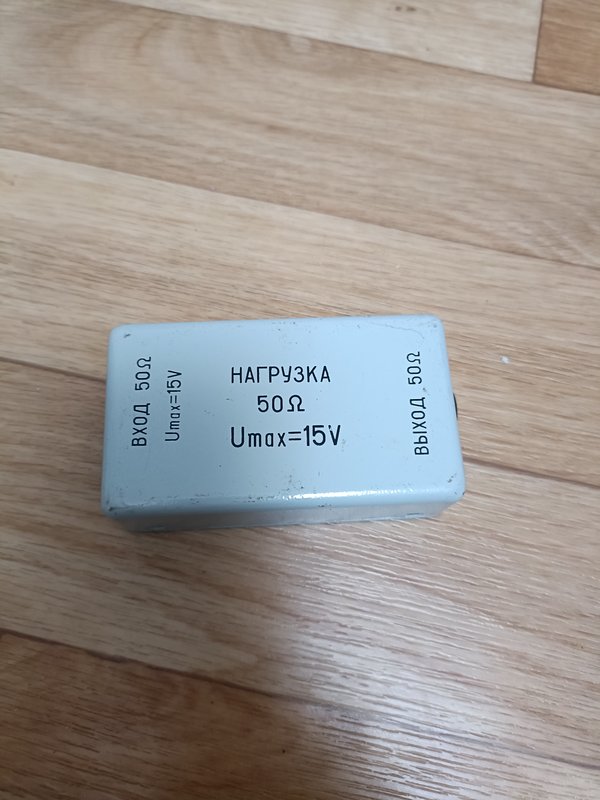 ВХОД 50Ω
Umax=15V
НАГРУЗКА
50Ω
Umax=15V
ВЫХОД 50Ω